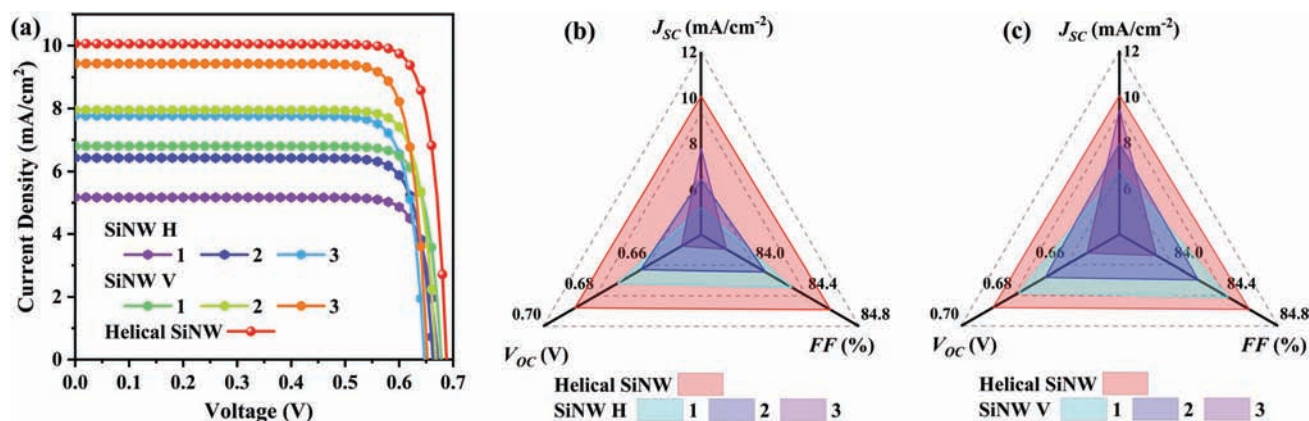 (a)
Current Density (mA/cm²)
10
8
6
4
2
0
SiNW H
1 2 3
SiNW V
1 2 3
Helical SiNW
0.0 0.1 0.2 0.3 0.4 0.5 0.6 0.7
Voltage (V)
(b)
J_SC (mA/cm⁻²)
12
10
8
6
0.66 84.0
0.68 84.4
0.70 84.8
V_OC (V) FF (%)
Helical SiNW
SiNW H 1 2 3
(c)
J_SC (mA/cm⁻²)
12
10
8
6
0.66 84.0
0.68 84.4
0.70 84.8
V_OC (V) FF (%)
Helical SiNW
SiNW V 1 2 3